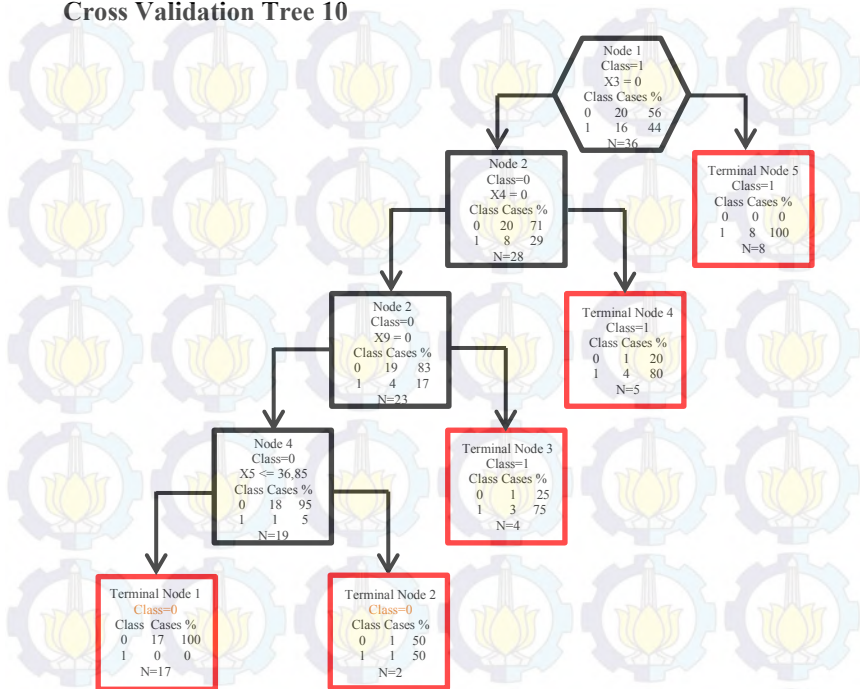 Cross Validation Tree 10
Node 1
Class=1
X3 = 0
Class Cases %
0 20 56
1 16 44
N=36
Node 2
Class=0
X4 = 0
Class Cases %
0 20 71
1 8 29
N=28
Terminal Node 5
Class=1
Class Cases %
0 0 0
1 8 100
N=8
Node 2
Class=0
X9 = 0
Class Cases %
0 19 83
1 4 17
N=23
Terminal Node 4
Class=1
Class Cases %
0 1 20
1 4 80
N=5
Node 4
Class=0
X5 <= 36,85
Class Cases %
0 18 95
1 1 5
N=19
Terminal Node 3
Class=1
Class Cases %
0 1 25
1 3 75
N=4
Terminal Node 1
Class=0
Class Cases %
0 17 100
1 0 0
N=17
Terminal Node 2
Class=0
Class Cases %
0 1 50
1 1 50
N=2